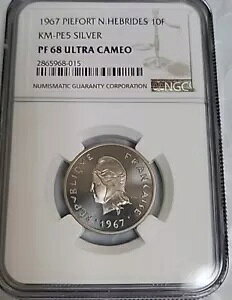 1967 PIEFORT N.HEBRIDES 10F
KM-PE5 SILVER
PF 68 ULTRA CAMEO
2865968-015
NUMISMATIC GUARANTY CORPORATION
NGC
REPUBLIQUE FRANÇAISE
1967